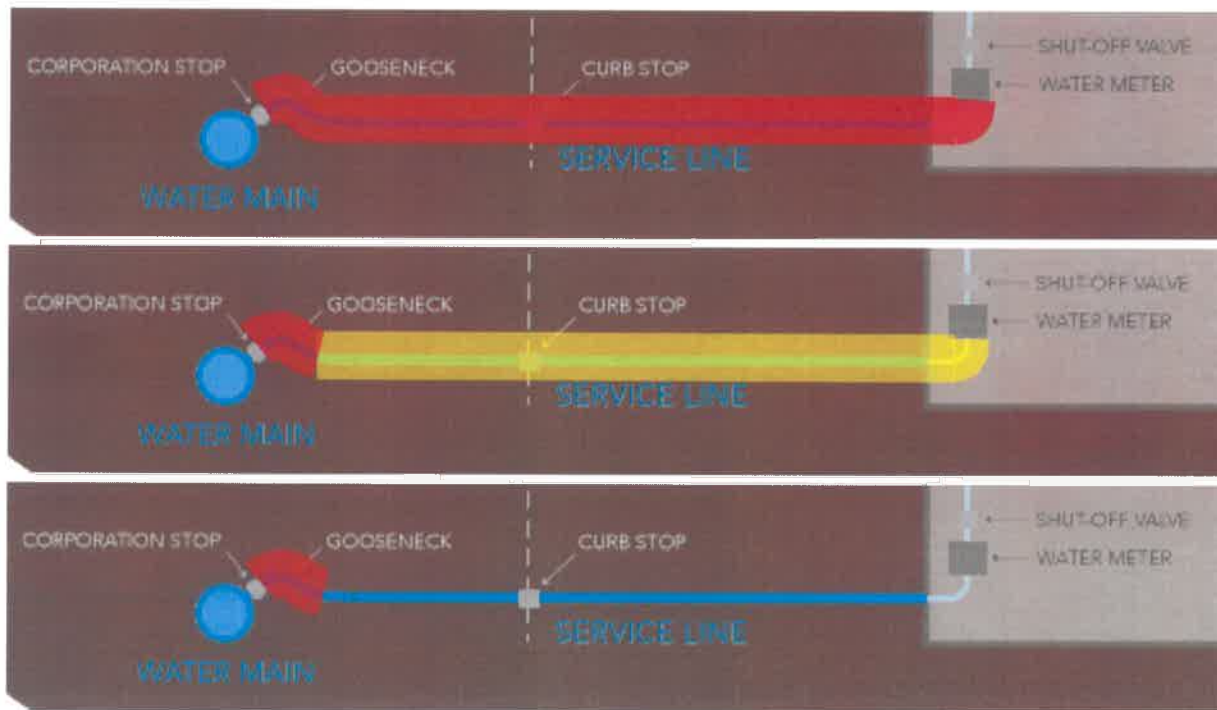 SHUT-OFF VALVE
CORPORATION STOP GOOSENECK CURB STOP
WATER METER
SERVICE LINE
WATER MAIN
SHUT-OFF VALVE
CORPORATION STOP GOOSENECK CURB STOP
WATER METER
SERVICE LINE
WATER MAIN
SHUT-OFF VALVE
CORPORATION STOP GOOSENECK CURB STOP
WATER METER
SERVICE LINE
WATER MAIN